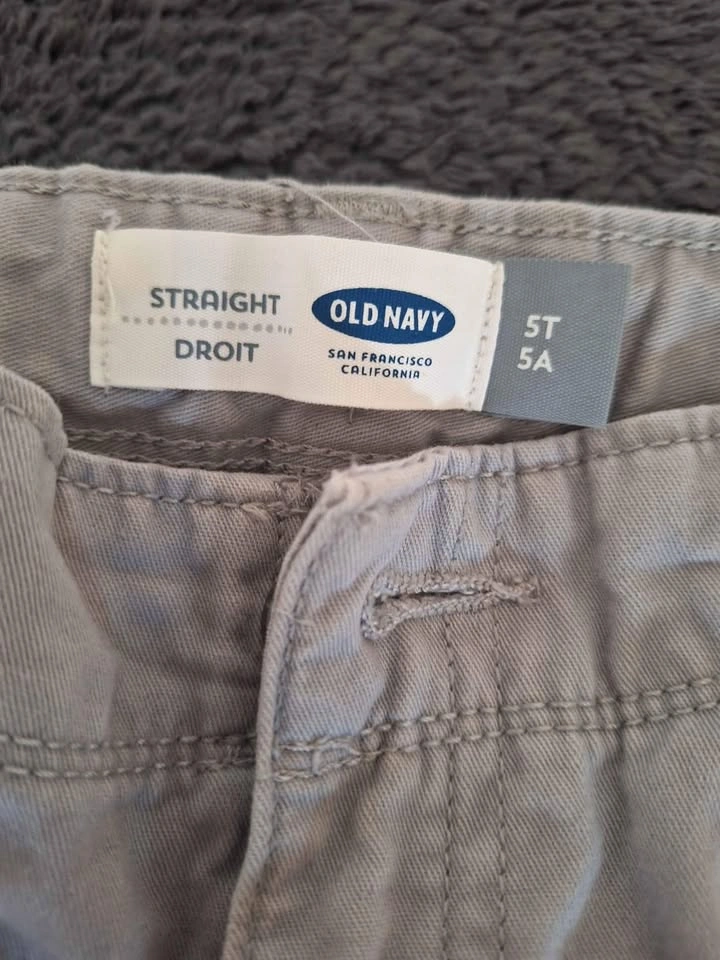 STRAIGHT
DROIT
OLD NAVY
SAN FRANCISCO
CALIFORNIA
5T
5A